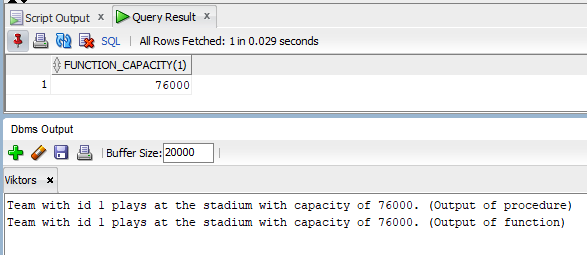 Script Output x Query Result x
SQL | All Rows Fetched: 1 in 0.029 seconds
FUNCTION_CAPACITY(1)
1 76000
Dbms Output
Buffer Size: 20000
Viktors x
Team with id 1 plays at the stadium with capacity of 76000. (Output of procedure)
Team with id 1 plays at the stadium with capacity of 76000. (Output of function)